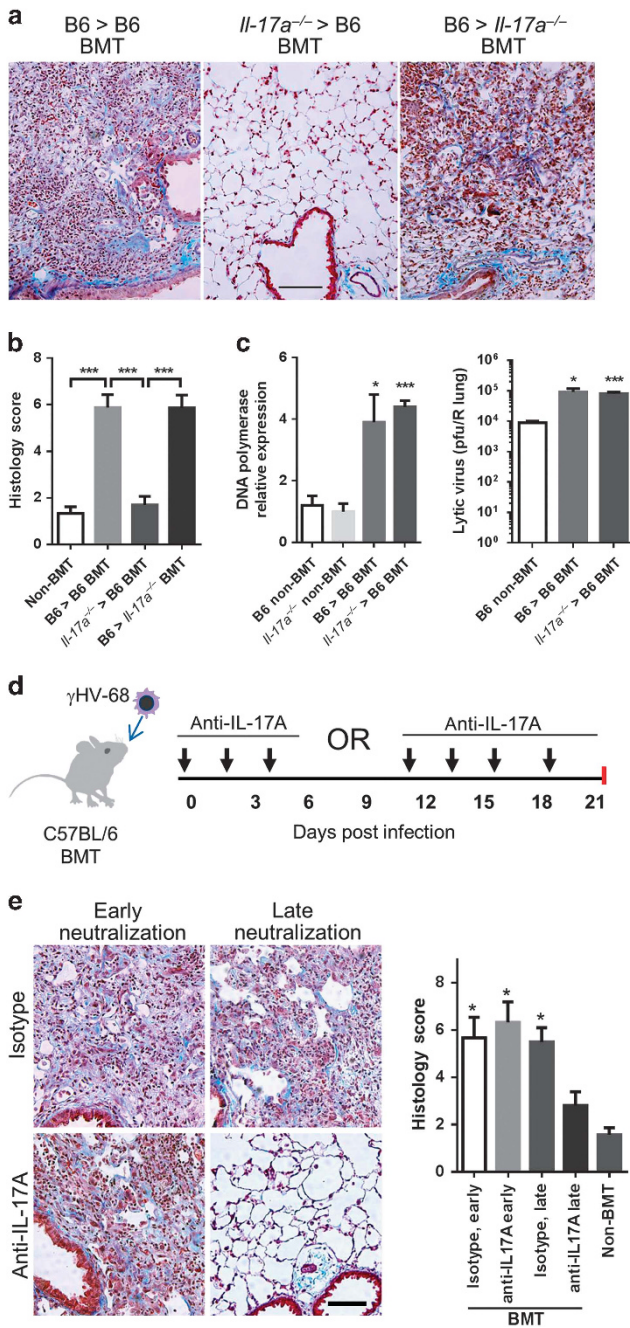 a
B6 > B6
BMT
Il-17a–/– > B6
BMT
B6 > Il-17a–/–
BMT
b
Histology score
8
6
4
2
0
***
***
***
Non-BMT
B6 > B6 BMT
Il-17a–/– > B6 BMT
B6 > Il-17a–/– BMT
c
DNA polymerase
relative expression
6
4
2
0
*
***
B6 non-BMT
Il-17a–/– non-BMT
B6 > B6 BMT
Il-17a–/– > B6 BMT
Lytic virus (pfu/R lung)
10⁶
10⁵
10⁴
10³
10²
10¹
10⁰
*
***
B6 non-BMT
B6 > B6 BMT
Il-17a–/– > B6 BMT
d
γHV-68
C57BL/6
BMT
Anti-IL-17A
OR
Anti-IL-17A
0 3 6 9 12 15 18 21
Days post infection
e
Early
neutralization
Late
neutralization
Isotype
Anti-IL-17A
Histology score
8
6
4
2
0
*
*
*
Isotype, early
anti-IL17A early
Isotype, late
anti-IL17A late
Non-BMT
BMT